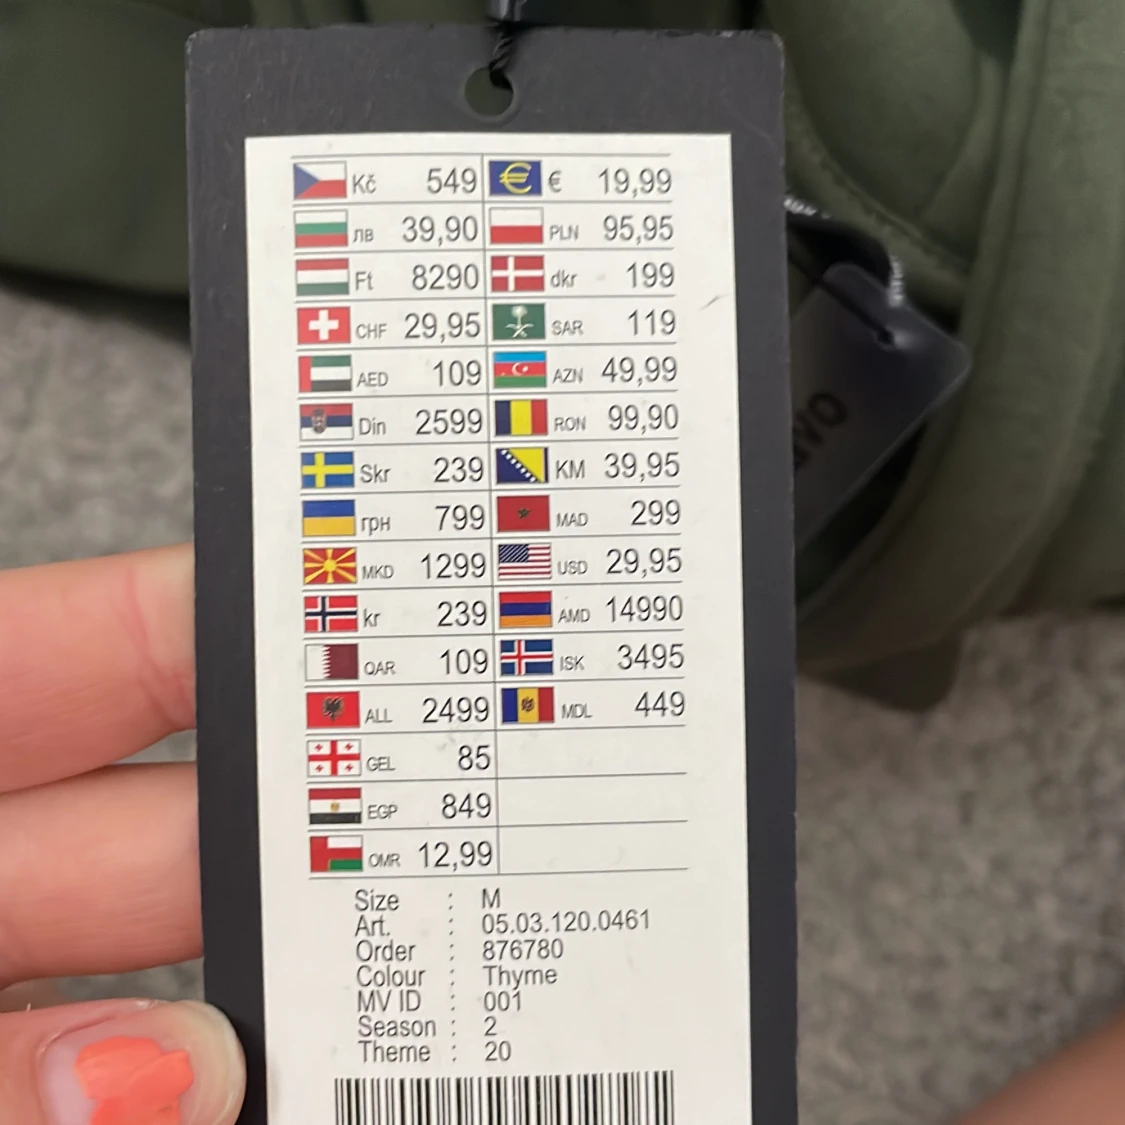 Kč 549 € 19,99
лв 39,90 PLN 95,95
Ft 8290 dkr 199
CHF 29,95 SAR 119
AED 109 AZN 49,99
Din 2599 RON 99,90
Skr 239 KM 39,95
грн 799 MAD 299
MKD 1299 USD 29,95
kr 239 AMD 14990
QAR 109 ISK 3495
ALL 2499 MDL 449
GEL 85
EGP 849
OMR 12,99
Size : M
Art. : 05.03.120.0461
Order : 876780
Colour : Thyme
MV ID : 001
Season : 2
Theme : 20